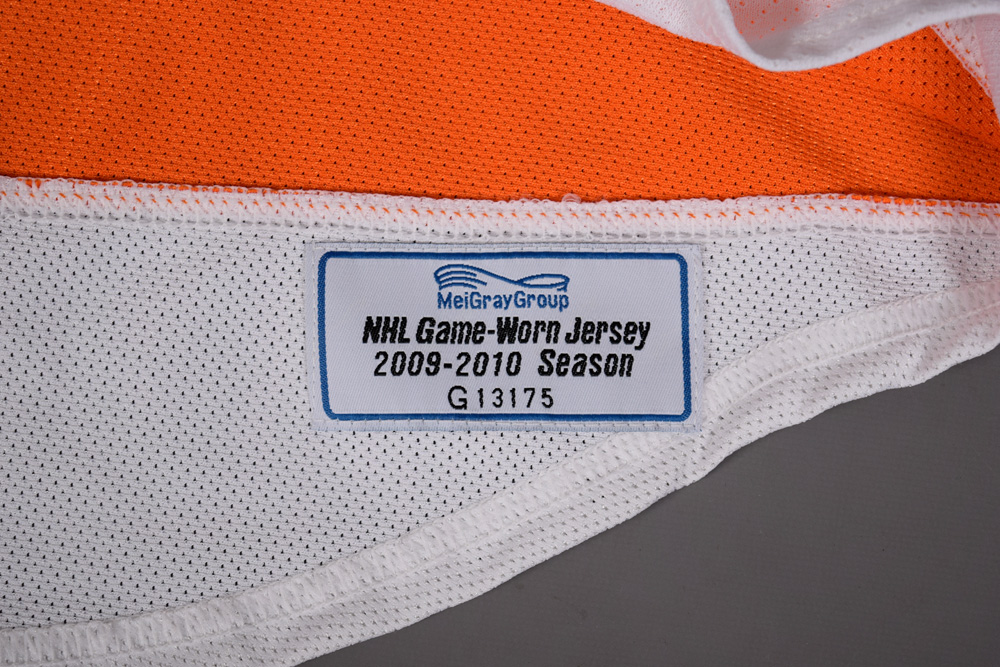 MeiGrayGroup
NHL Game-Worn Jersey
2009-2010 Season
G13175